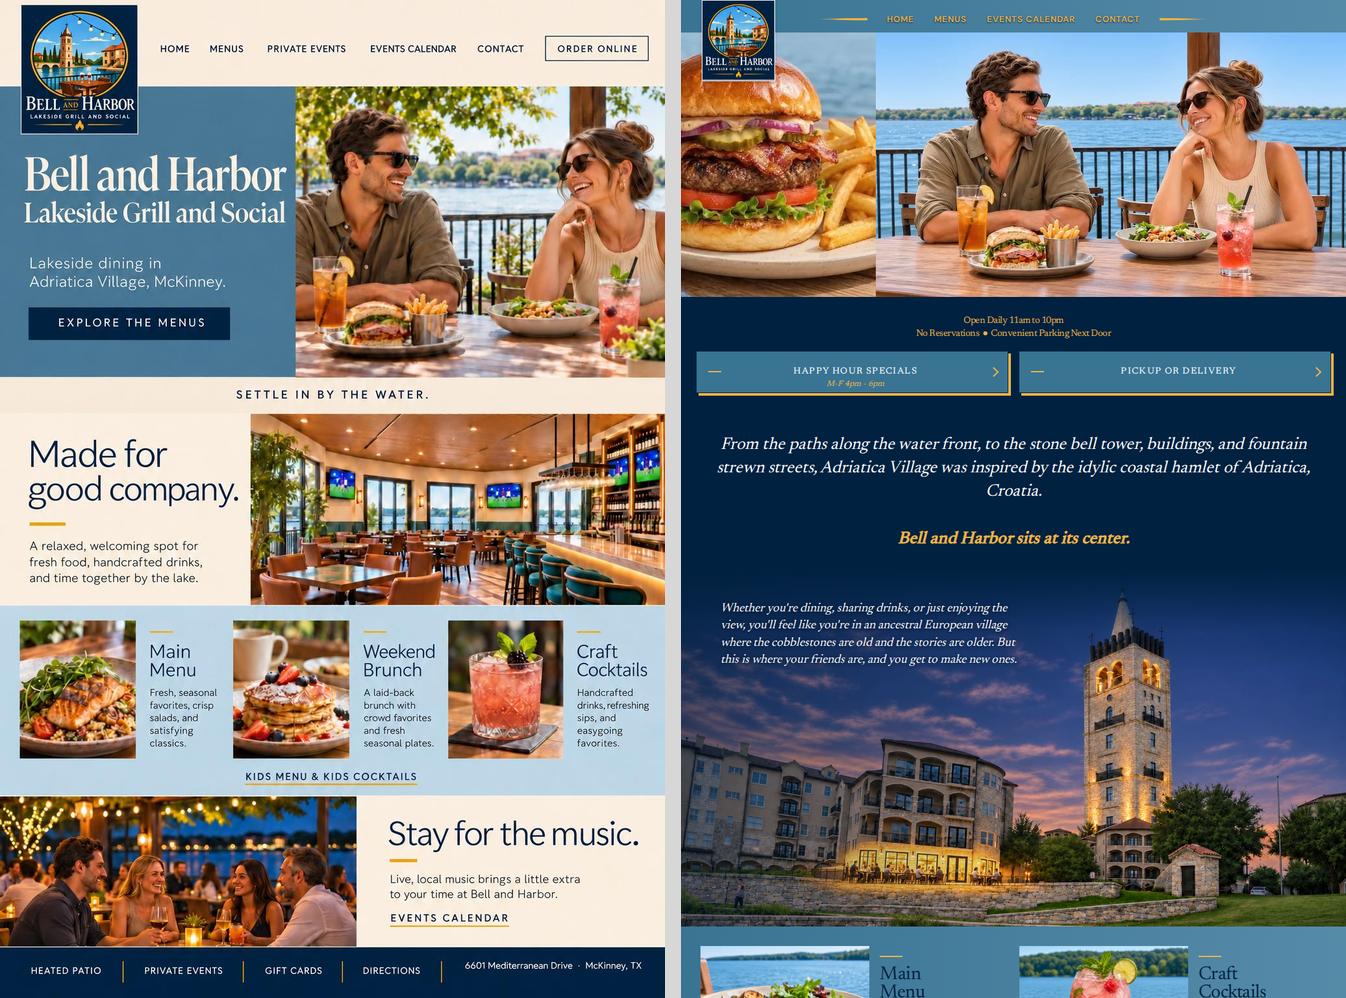 BELL AND HARBOR
LAKESIDE GRILL AND SOCIAL
HOME
MENUS
PRIVATE EVENTS
EVENTS CALENDAR
CONTACT
ORDER ONLINE
Bell and Harbor
Lakeside Grill and Social
Lakeside dining in
Adriatica Village, McKinney.
EXPLORE THE MENUS
SETTLE IN BY THE WATER.
Made for
good company.
A relaxed, welcoming spot for
fresh food, handcrafted drinks,
and time together by the lake.
Main
Menu
Fresh, seasonal
favorites, crisp
salads, and
satisfying
classics.
Weekend
Brunch
A laid-back
brunch with
crowd favorites
and fresh
seasonal plates.
Craft
Cocktails
Handcrafted
drinks, refreshing
sips, and
easygoing
favorites.
KIDS MENU & KIDS COCKTAILS
Stay for the music.
Live, local music brings a little extra
to your time at Bell and Harbor.
EVENTS CALENDAR
HEATED PATIO
PRIVATE EVENTS
GIFT CARDS
DIRECTIONS
6601 Mediterranean Drive · McKinney, TX
BELL AND HARBOR
LAKESIDE GRILL AND SOCIAL
HOME
MENUS
EVENTS CALENDAR
CONTACT
Open Daily 11am to 10pm
No Reservations ● Convenient Parking Next Door
HAPPY HOUR SPECIALS
M-F 4pm - 6pm
PICKUP OR DELIVERY
From the paths along the water front, to the stone bell tower, buildings, and fountain
strewn streets, Adriatica Village was inspired by the idylic coastal hamlet of Adriatica,
Croatia.
Bell and Harbor sits at its center.
Whether you're dining, sharing drinks, or just enjoying the
view, you'll feel like you're in an ancestral European village
where the cobblestones are old and the stories are older. But
this is where your friends are, and you get to make new ones.
Main
Menu
Craft
Cocktails